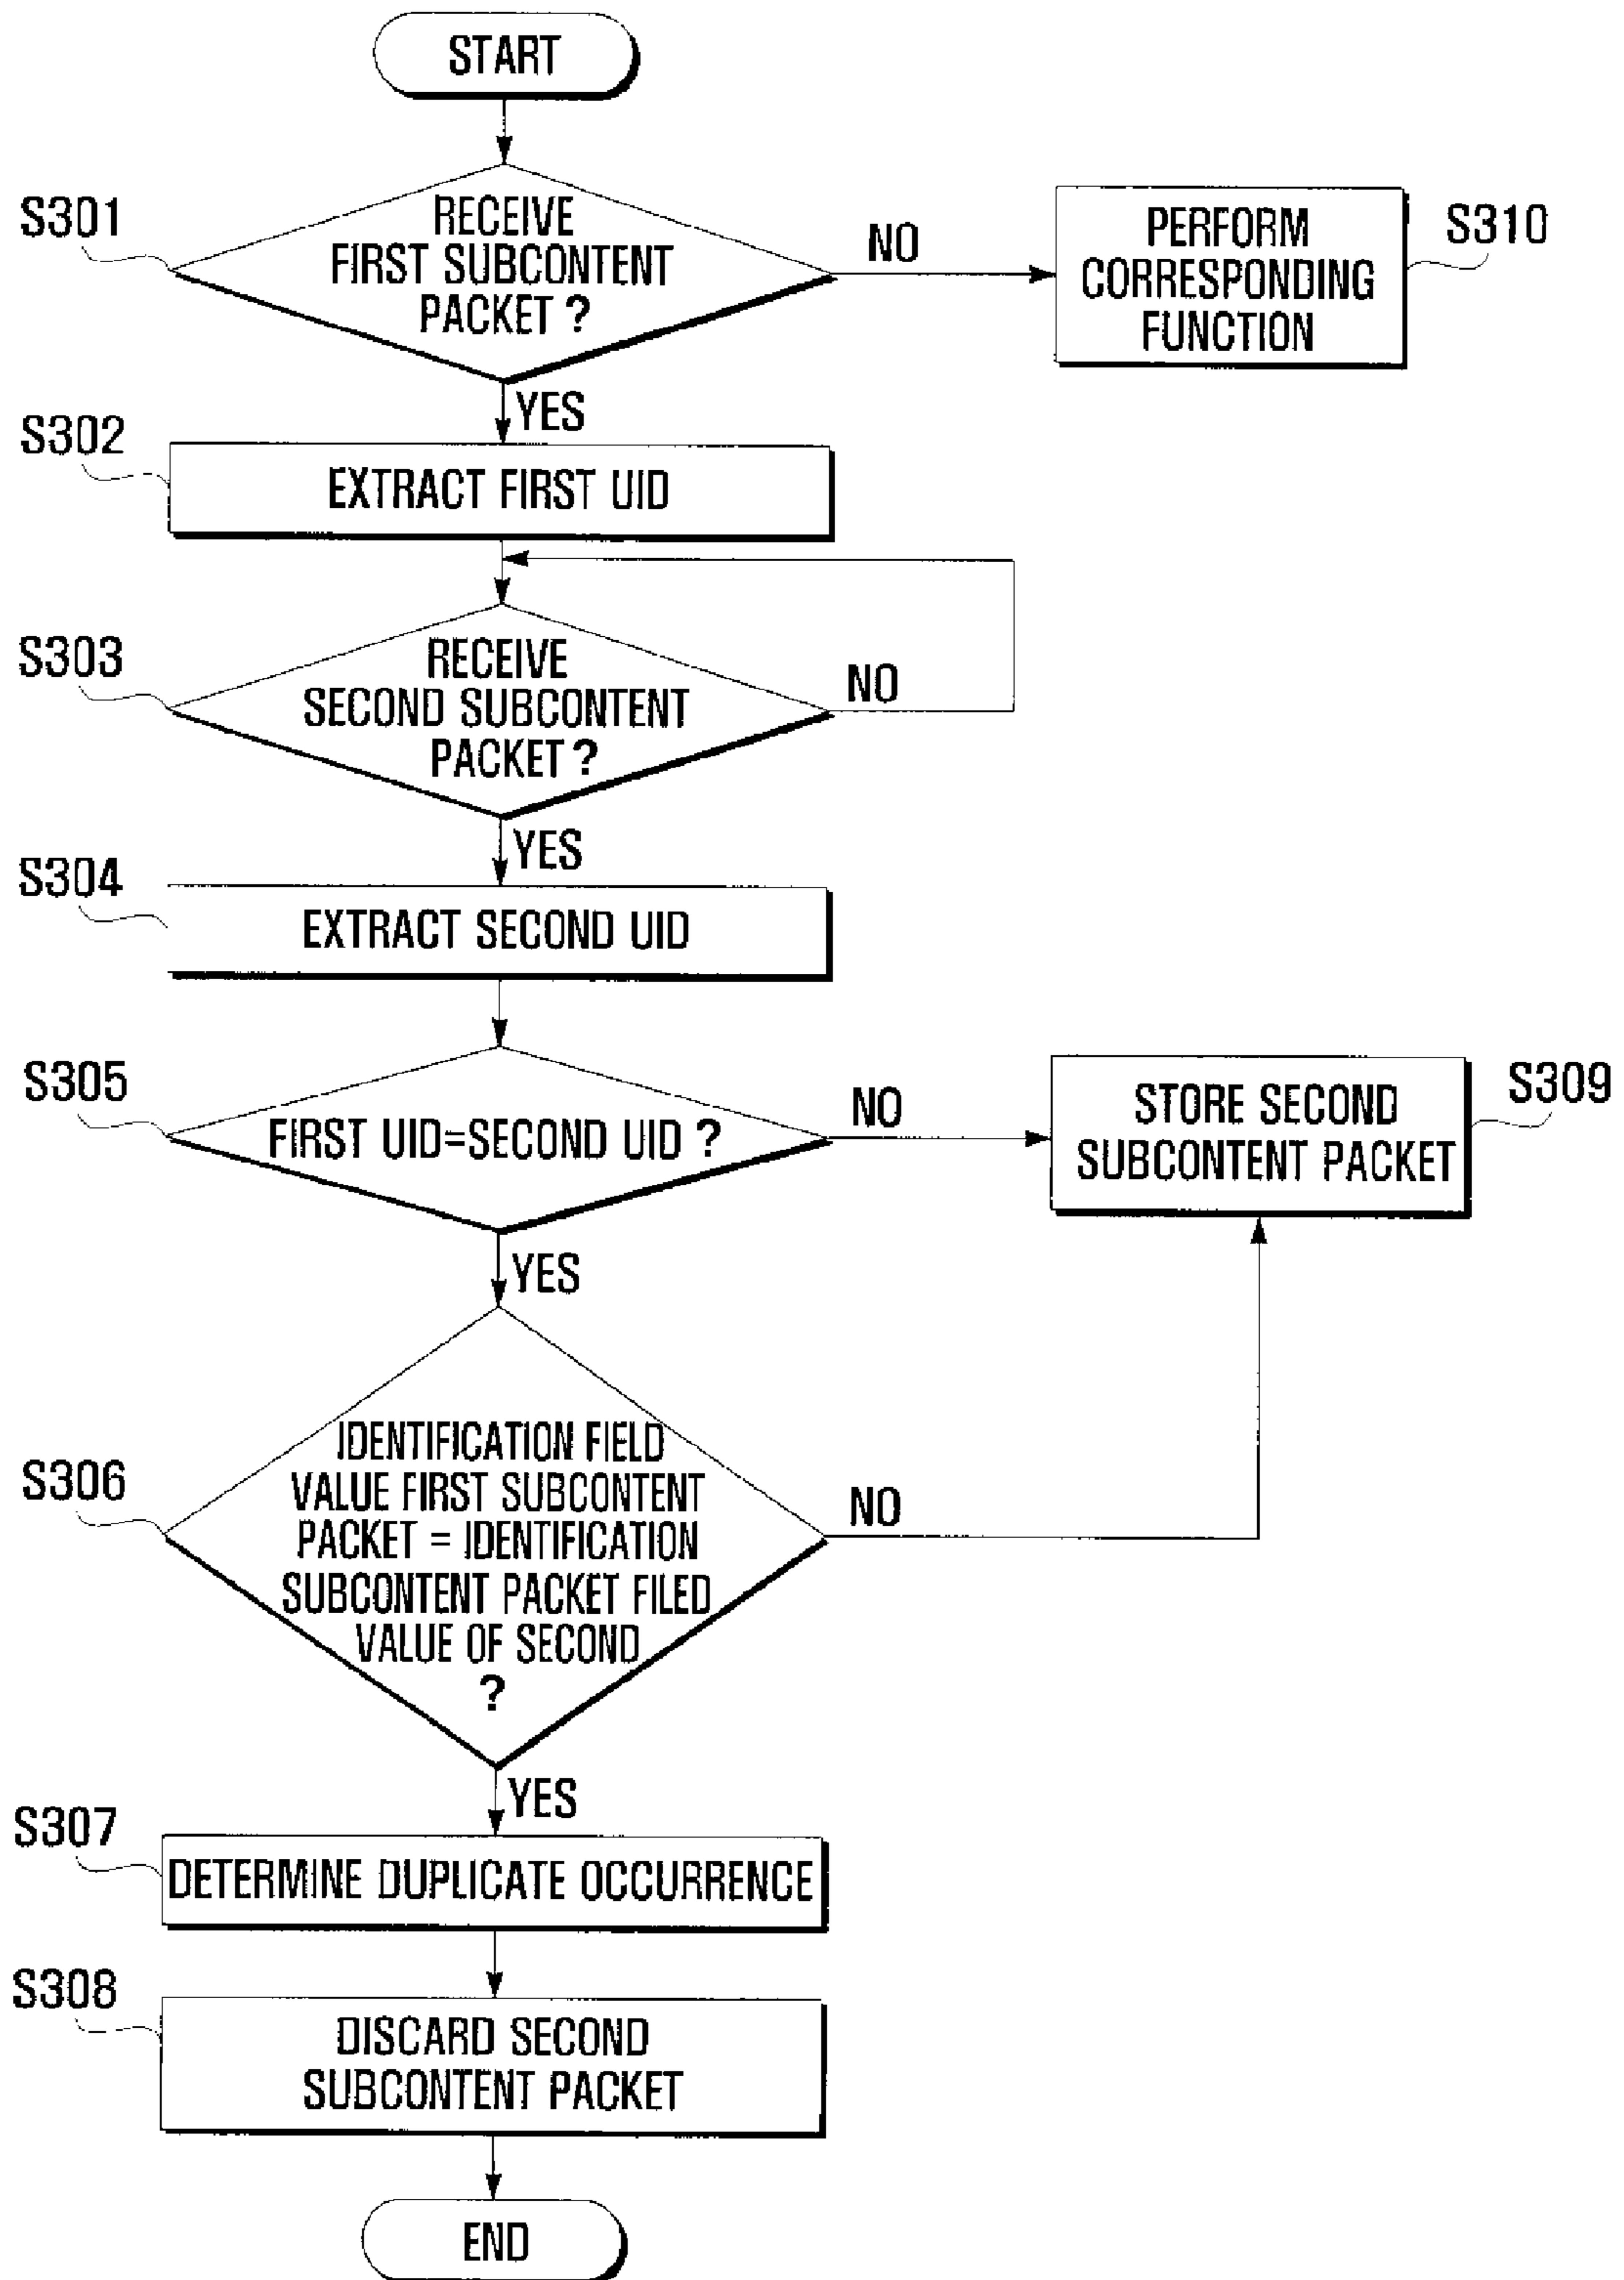 START
S301
RECEIVE
FIRST SUBCONTENT
PACKET ?
NO
PERFORM
CORRESPONDING
FUNCTION
S310
YES
S302
EXTRACT FIRST UID
S303
RECEIVE
SECOND SUBCONTENT
PACKET ?
NO
YES
S304
EXTRACT SECOND UID
S305
FIRST UID=SECOND UID ?
NO
STORE SECOND
SUBCONTENT PACKET
S309
YES
S306
IDENTIFICATION FIELD
VALUE FIRST SUBCONTENT
PACKET = IDENTIFICATION
SUBCONTENT PACKET FILED
VALUE OF SECOND
?
NO
YES
S307
DETERMINE DUPLICATE OCCURRENCE
S308
DISCARD SECOND
SUBCONTENT PACKET
END